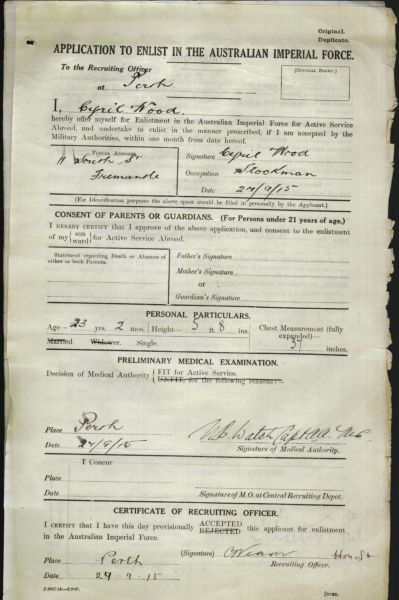 Original.
Duplicate.
APPLICATION TO ENLIST IN THE AUSTRALIAN IMPERIAL FORCE.
To the Recruiting Officer
at Perth
(OFFICIAL STAMP.)
I, Cyril Wood
hereby offer myself for Enlistment in the Australian Imperial Force for Active Service
Abroad, and undertake to enlist in the manner prescribed, if I am accepted by the
Military Authorities, within one month from date hereof.
POSTAL ADDRESS
11 South St
Fremantle
Signature Cyril Wood
Occupation Stockman
Date 24/9/15
(For Identification purposes the above space should be filled in personally by the Applicant.)
CONSENT OF PARENTS OR GUARDIANS. (For Persons under 21 years of age.)
I HEREBY CERTIFY that I approve of the above application, and consent to the enlistment
of my (son ward) for Active Service Abroad.
Statement regarding Death or Absence of
either or both Parents.
Father's Signature
Mother's Signature
or
Guardian's Signature
PERSONAL PARTICULARS.
Age—23 yrs. 2 mos. Height— 5 ft. 8 ins. Chest Measurement (fully
expanded)—
37 inches.
Married. Widower. Single.
PRELIMINARY MEDICAL EXAMINATION.
Decision of Medical Authority FIT for Active Service.
UNFIT, for the following reasons:—
Place Perth
Date 24/9/15
Signature of Medical Authority.
I Concur
Place
Date
Signature of M.O. at Central Recruiting Depot.
CERTIFICATE OF RECRUITING OFFICER.
I CERTIFY that I have this day provisionally ACCEPTED REJECTED this applicant for enlistment
in the Australian Imperial Force.
(Signature)
Recruiting Officer.
Place Perth
Date 24-9-15